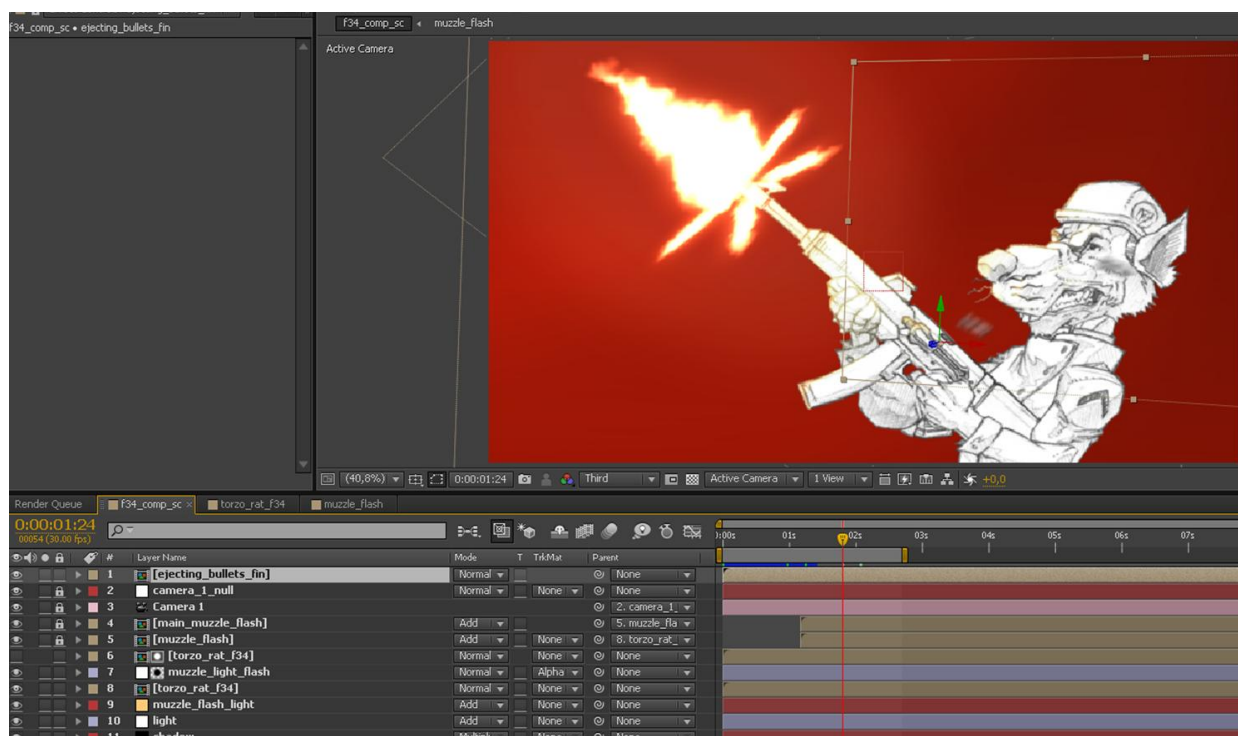 f34_comp_sc • ejecting_bullets_fin
f34_comp_sc ◂ muzzle_flash
Active Camera
(40,8%) 0:00:01:24 Third Active Camera 1 View +0,0
Render Queue f34_comp_sc × torzo_rat_f34 muzzle_flash
0:00:01:24
00054 (30.00 fps)
):00s 01s 02s 03s 04s 05s 06s 07s
# Layer Name Mode T TrkMat Parent
1 [ejecting_bullets_fin] Normal None
2 camera_1_null Normal None None
3 Camera 1 2. camera_1_
4 [main_muzzle_flash] Add 5. muzzle_fla
5 [muzzle_flash] Add None 8. torzo_rat_
6 [torzo_rat_f34] Normal None None
7 muzzle_light_flash Normal Alpha None
8 [torzo_rat_f34] Normal None None
9 muzzle_flash_light Add None None
10 light Add None None